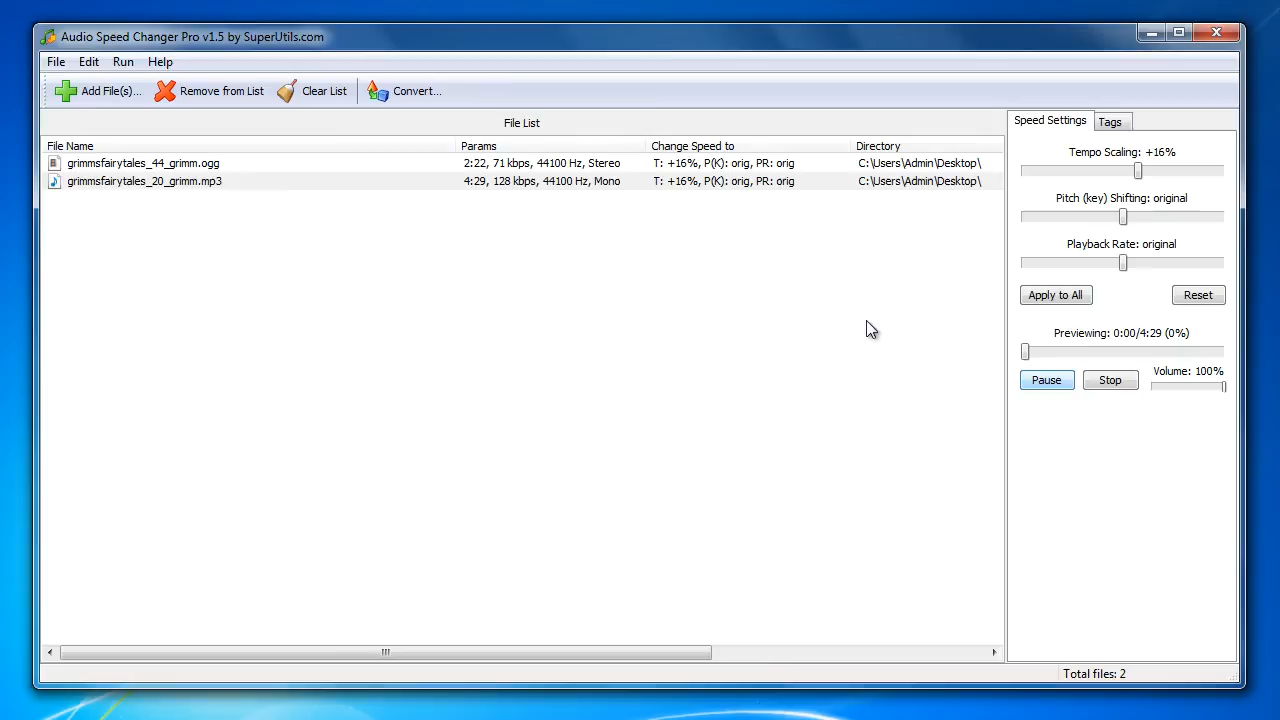 Audio Speed Changer Pro v1.5 by SuperUtils.com
File Edit Run Help
Add File(s)... Remove from List Clear List Convert...
File List
File Name Params Change Speed to Directory
grimmsfairytales_44_grimm.ogg 2:22, 71 kbps, 44100 Hz, Stereo T: +16%, P(K): orig, PR: orig C:\Users\Admin\Desktop\
grimmsfairytales_20_grimm.mp3 4:29, 128 kbps, 44100 Hz, Mono T: +16%, P(K): orig, PR: orig C:\Users\Admin\Desktop\
Speed Settings Tags
Tempo Scaling: +16%
Pitch (key) Shifting: original
Playback Rate: original
Apply to All Reset
Previewing: 0:00/4:29 (0%)
Pause Stop Volume: 100%
Total files: 2